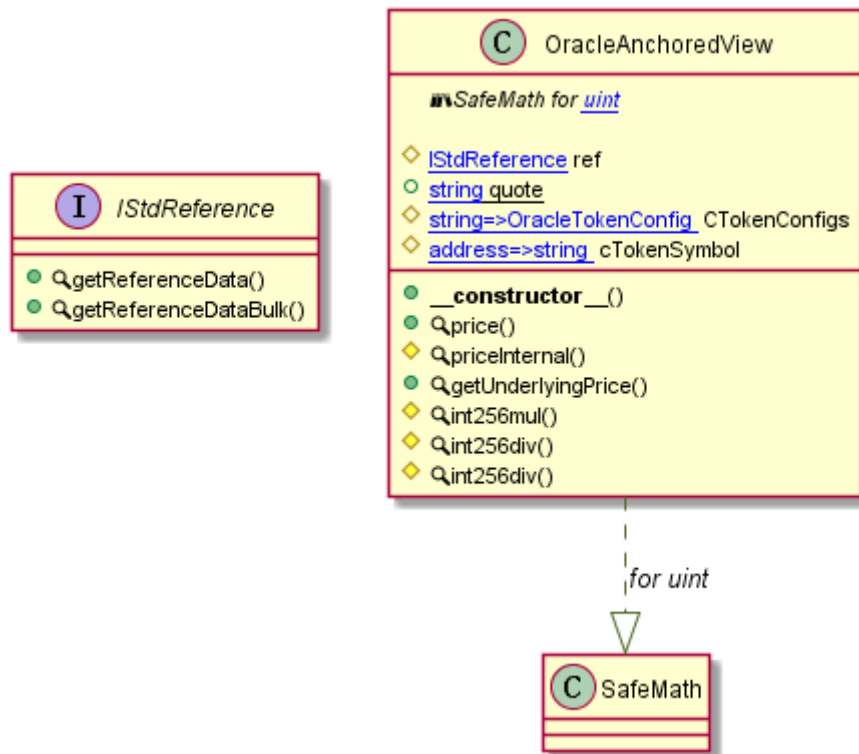 I IStdReference
getReferenceData()
getReferenceDataBulk()
C OracleAnchoredView
SafeMath for uint
IStdReference ref
string quote
string=>OracleTokenConfig CTokenConfigs
address=>string cTokenSymbol
__constructor__()
price()
priceInternal()
getUnderlyingPrice()
int256mul()
int256div()
int256div()
for uint
C SafeMath